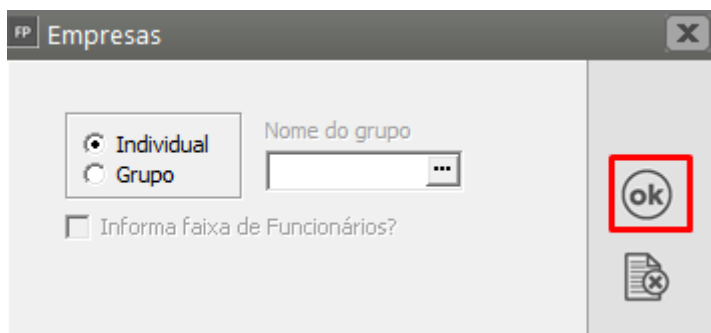 FP Empresas
Individual
Grupo
Nome do grupo
...
Informa faixa de Funcionários?
ok